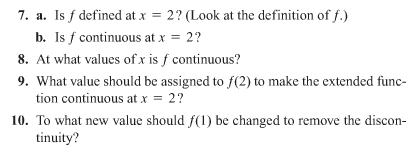 7. a. Is f defined at x = 2? (Look at the definition of f.)
b. Is f continuous at x = 2?
8. At what values of x is f continuous?
9. What value should be assigned to f(2) to make the extended func-
tion continuous at x = 2?
10. To what new value should f(1) be changed to remove the discon-
tinuity?